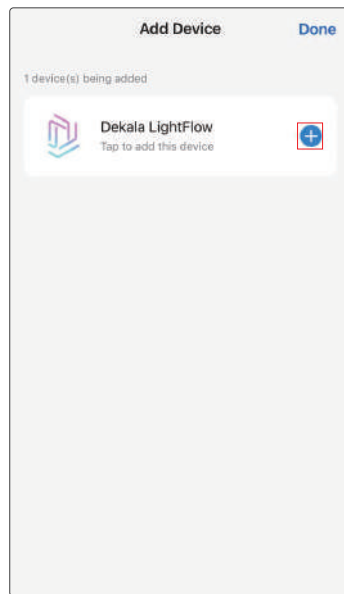 Add Device
Done
1 device(s) being added
Dekala LightFlow
Tap to add this device